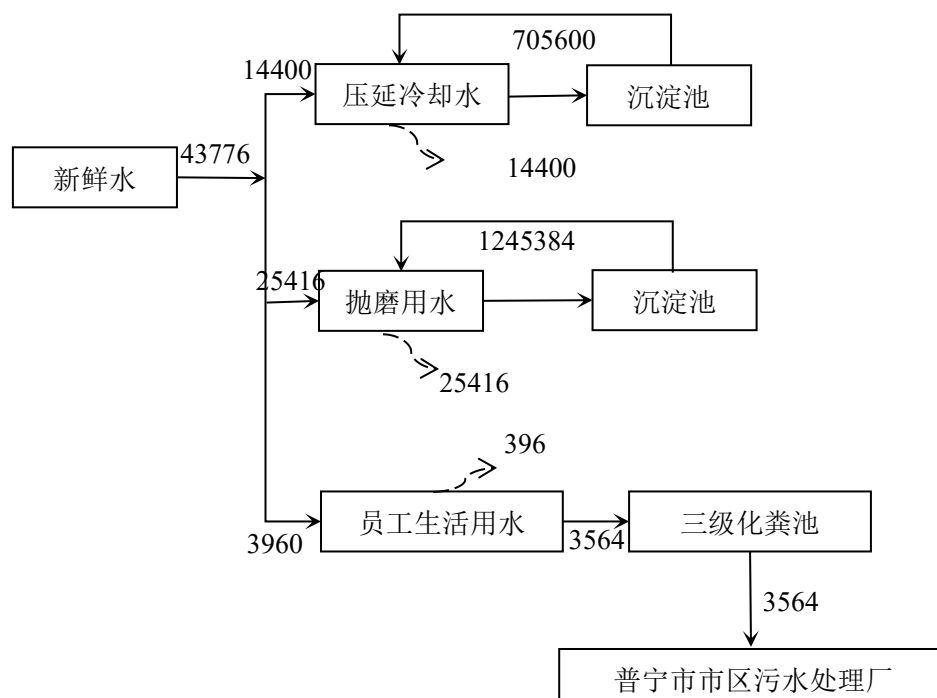 705600
14400
压延冷却水
沉淀池
43776
新鲜水
14400
1245384
25416
抛磨用水
沉淀池
25416
396
员工生活用水
三级化粪池
3960
3564
3564
普宁市市区污水处理厂